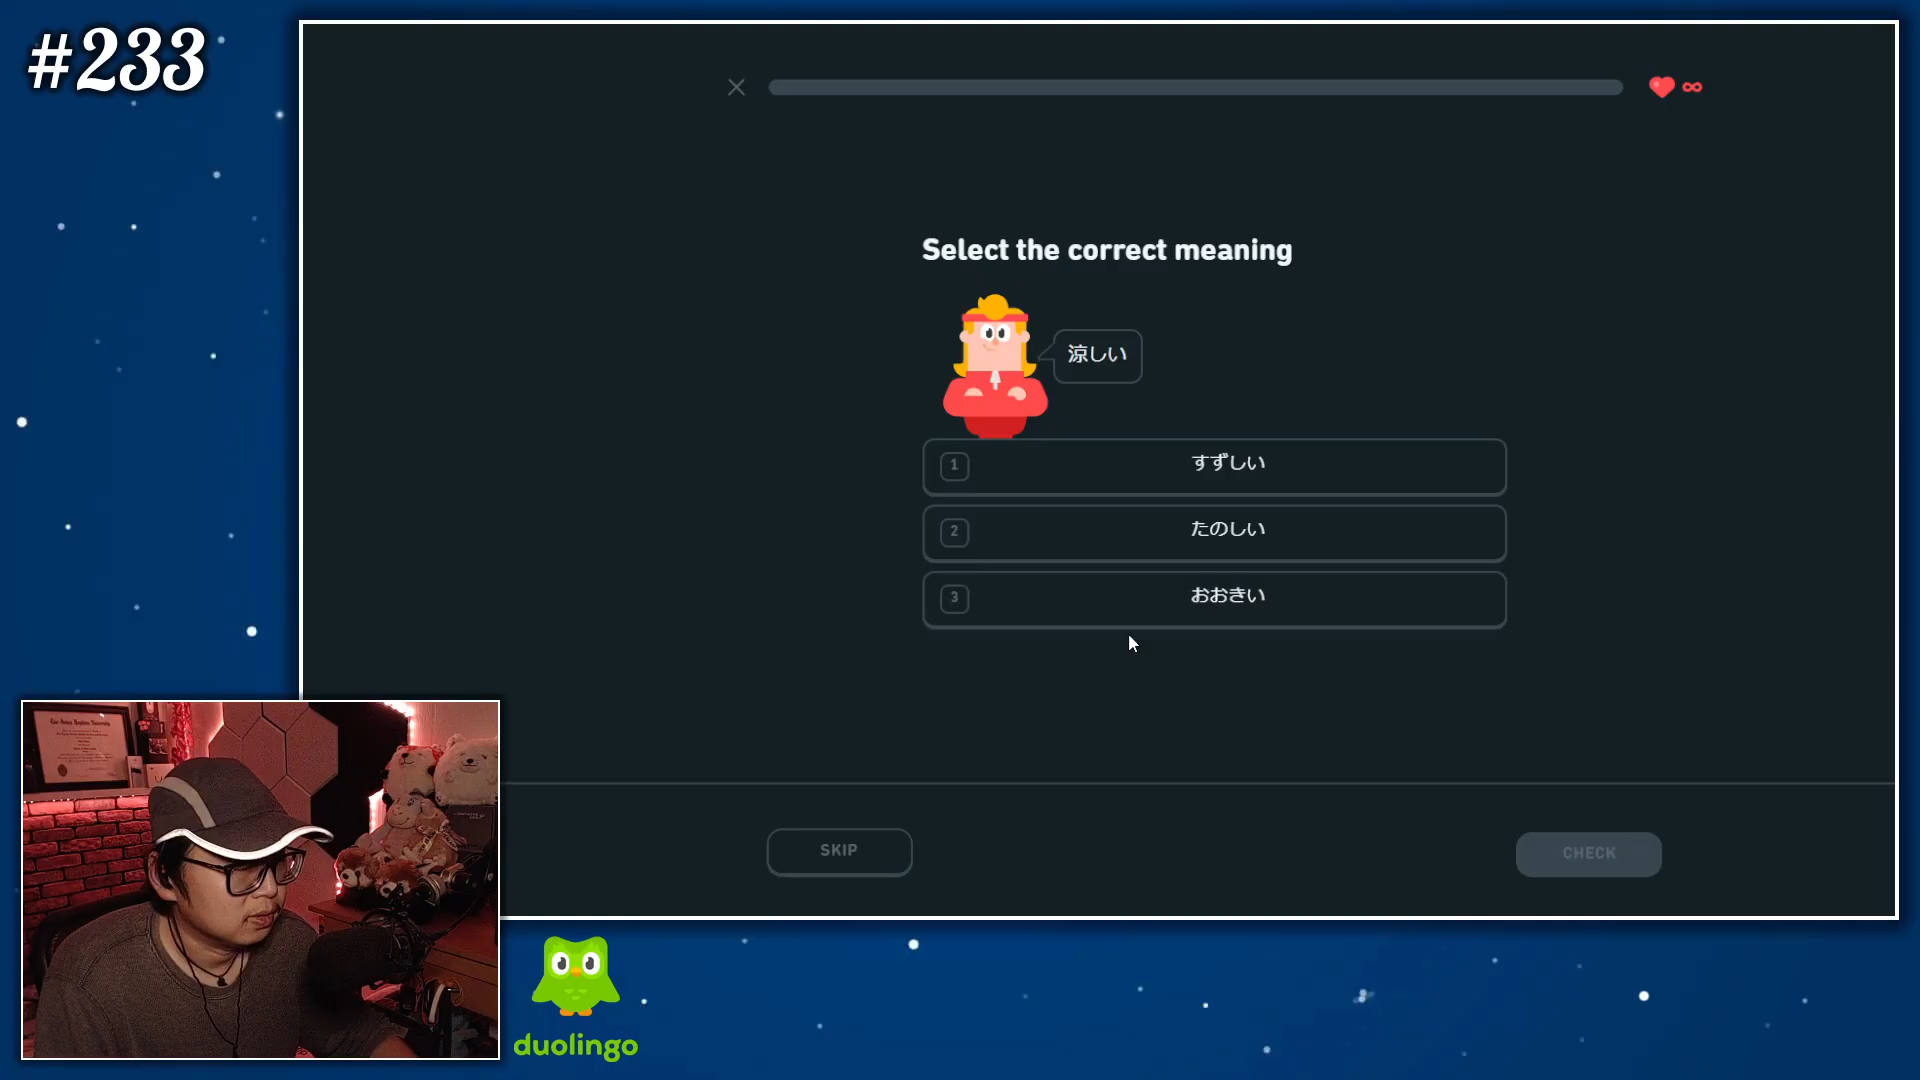 #233
∞
Select the correct meaning
涼しい
1
すずしい
2
たのしい
3
おおきい
SKIP
CHECK
duolingo